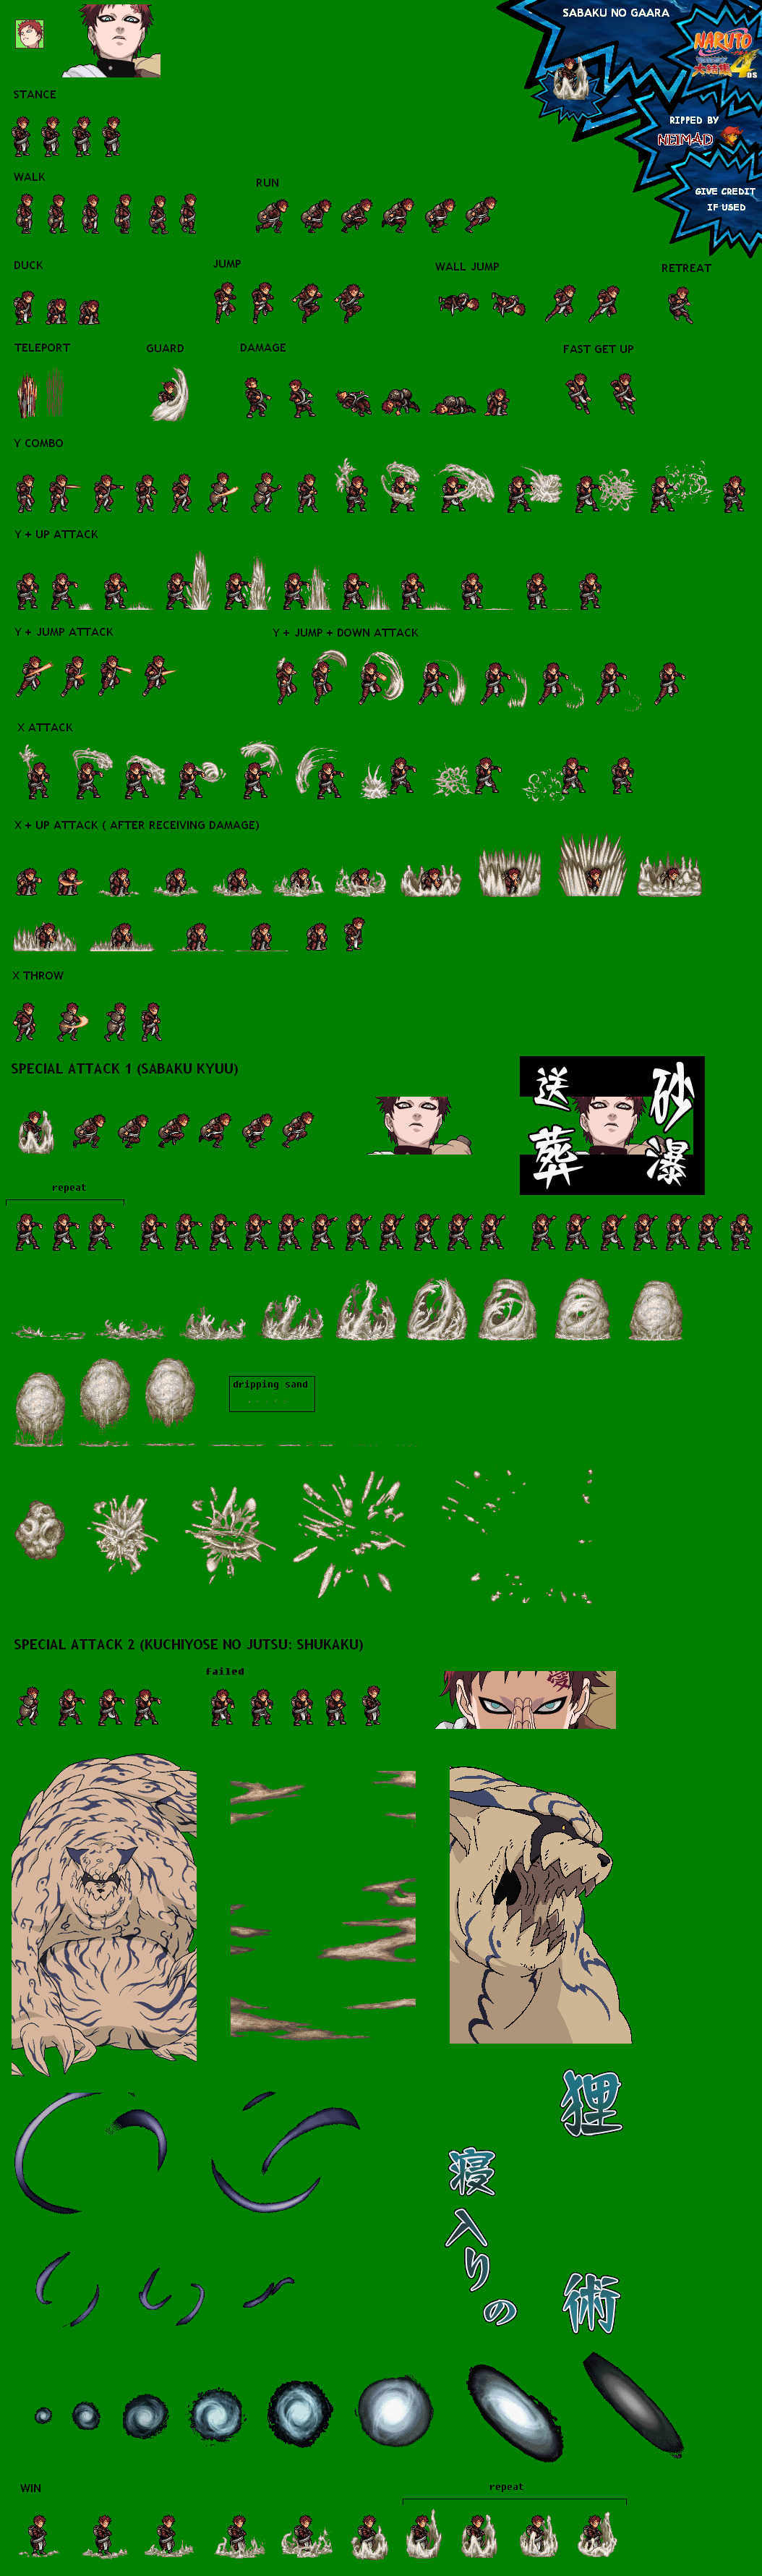 SABAKU NO GAARA
NARUTO
4
DS
RIPPED BY
NEIMAD
GIVE CREDIT
IF USED
STANCE
WALK
RUN
DUCK
JUMP
WALL JUMP
RETREAT
TELEPORT
GUARD
DAMAGE
FAST GET UP
Y COMBO
Y + UP ATTACK
Y + JUMP ATTACK
Y + JUMP + DOWN ATTACK
X ATTACK
X + UP ATTACK ( AFTER RECEIVING DAMAGE)
X THROW
SPECIAL ATTACK 1 (SABAKU KYUU)
砂瀑
送葬
repeat
dripping sand
SPECIAL ATTACK 2 (KUCHIYOSE NO JUTSU: SHUKAKU)
Failed
狸
寝
入
り
の
術
WIN
repeat